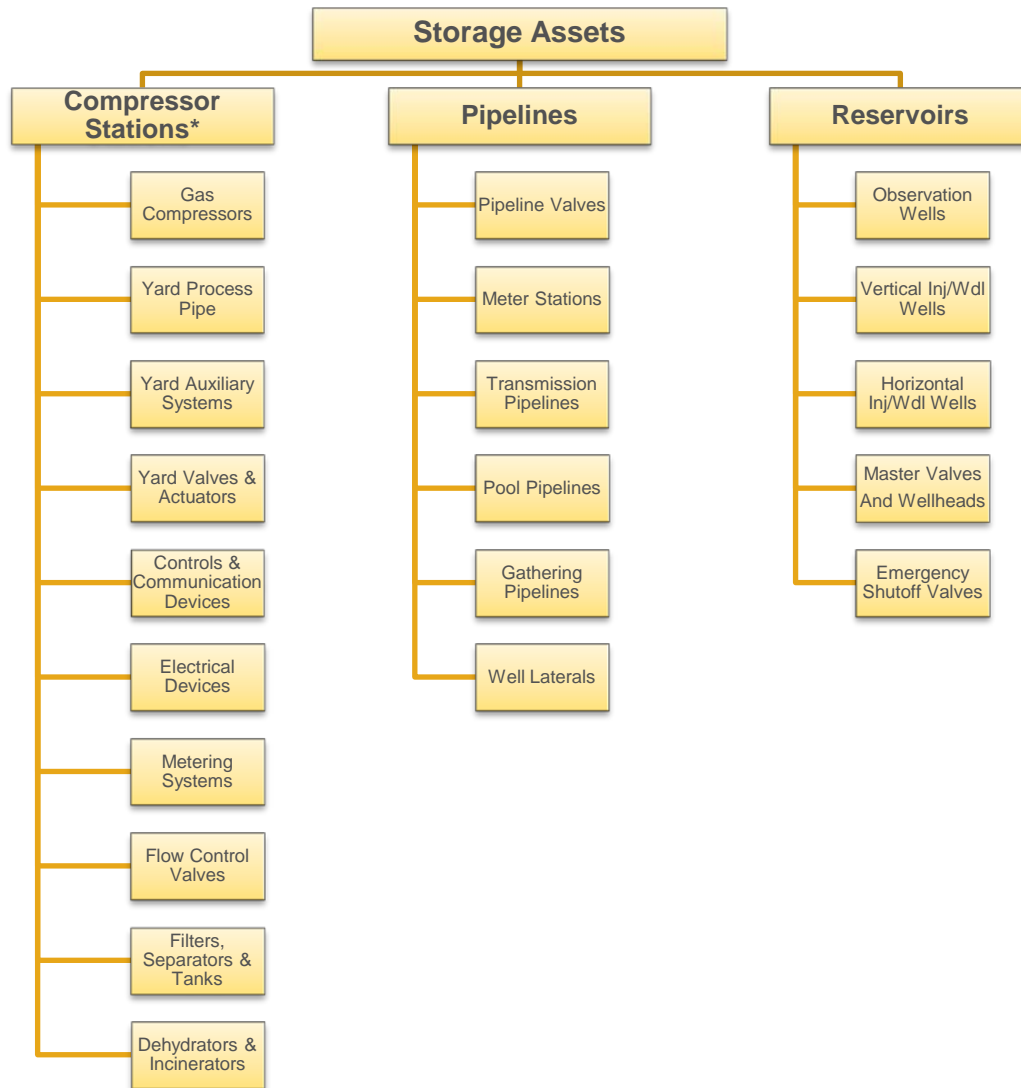 Storage Assets
Compressor
Stations*
Gas
Compressors
Yard Process
Pipe
Yard Auxiliary
Systems
Yard Valves &
Actuators
Controls &
Communication
Devices
Electrical
Devices
Metering
Systems
Flow Control
Valves
Filters,
Separators &
Tanks
Dehydrators &
Incinerators
Pipelines
Pipeline Valves
Meter Stations
Transmission
Pipelines
Pool Pipelines
Gathering
Pipelines
Well Laterals
Reservoirs
Observation
Wells
Vertical Inj/Wdl
Wells
Horizontal
Inj/Wdl Wells
Master Valves
And Wellheads
Emergency
Shutoff Valves